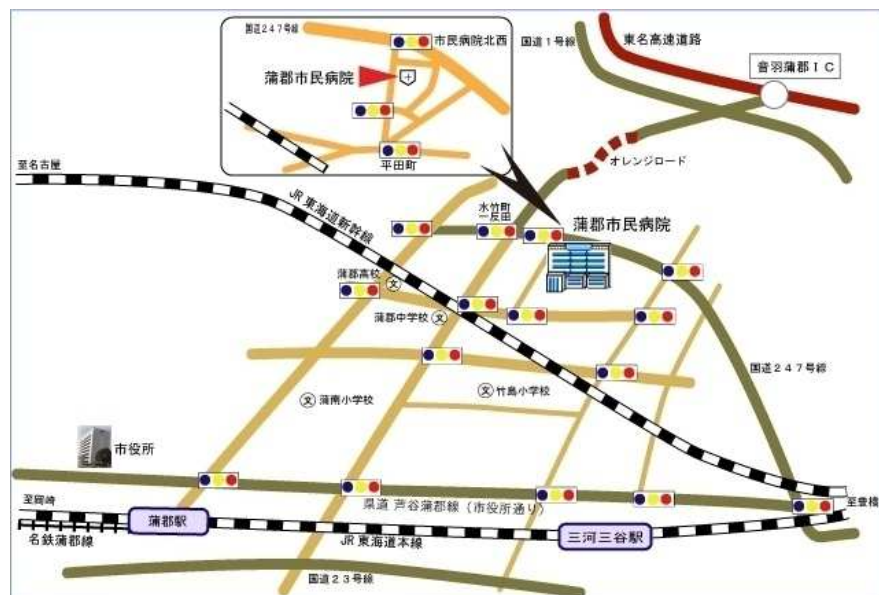 国道247号線
市民病院北西
蒲郡市民病院
平田町
国道1号線
東名高速道路
音羽蒲郡IC
オレンジロード
至名古屋
JR東海道新幹線
水竹町
一反田
蒲郡市民病院
蒲郡高校
文
蒲郡中学校
文
国道247号線
文
蒲南小学校
文
竹島小学校
市役所
県道 芦谷蒲郡線(市役所通り)
至岡崎
至豊橋
蒲郡駅
名鉄蒲郡線
JR東海道本線
三河三谷駅
国道23号線